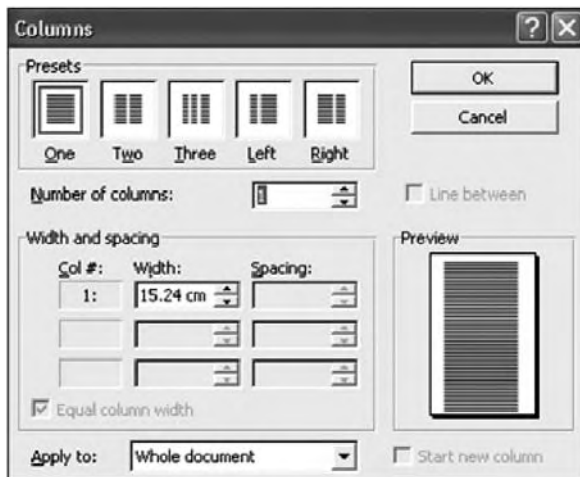 Columns
Presets
One Two Three Left Right
OK
Cancel
Number of columns: 1
Line between
Width and spacing
Col #: Width: Spacing:
1: 15.24 cm
Equal column width
Preview
Apply to: Whole document
Start new column